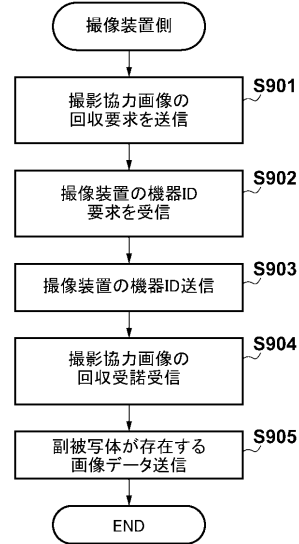 撮像装置側
S901
撮影協力画像の
回収要求を送信
S902
撮像装置の機器ID
要求を受信
S903
撮像装置の機器ID送信
S904
撮影協力画像の
回収受諾受信
S905
副被写体が存在する
画像データ送信
END